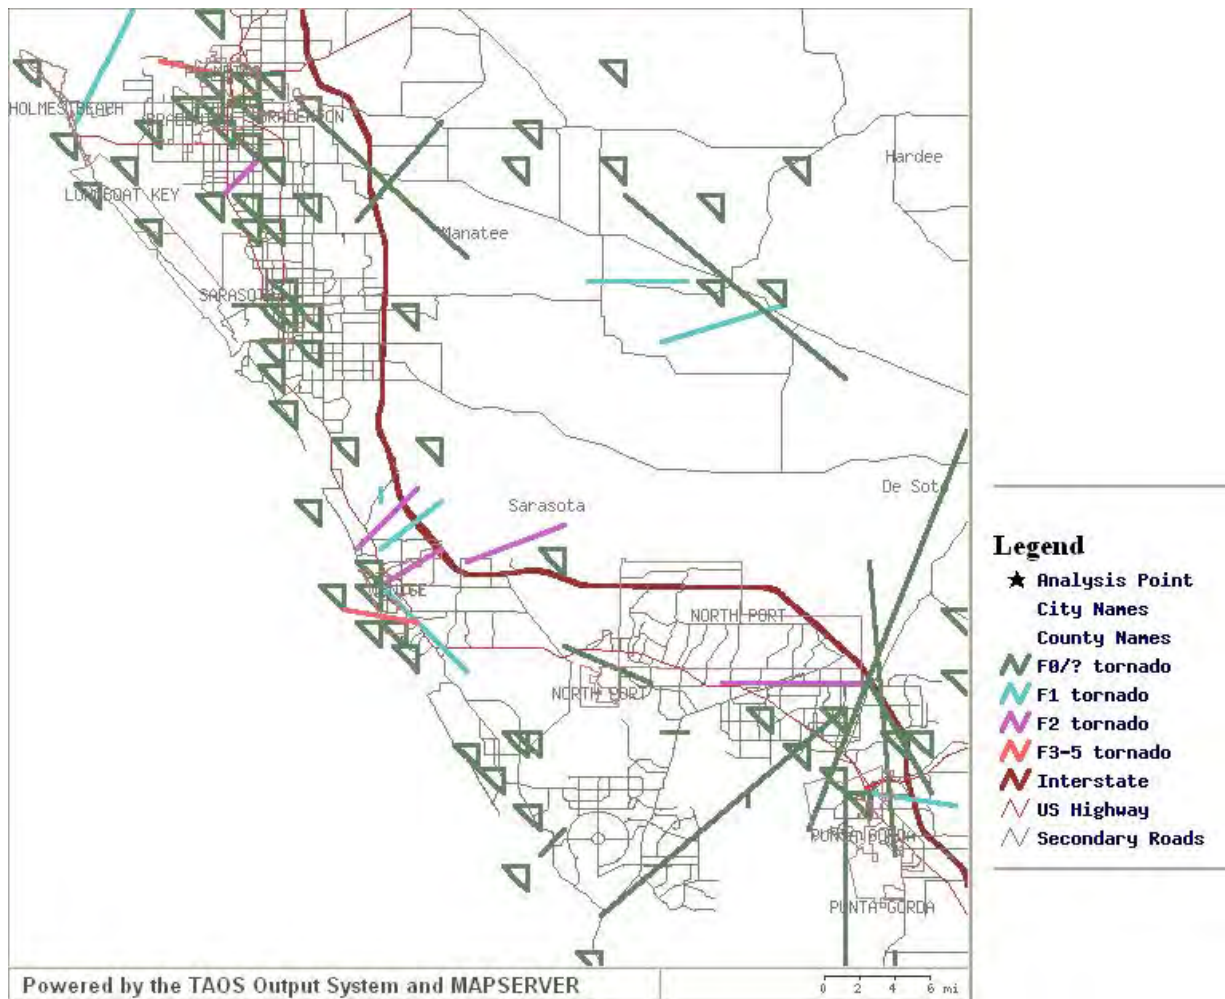 HOLMES BEACH
Hardee
LONGBOAT KEY
Manatee
SARASOTA
De Soto
Sarasota
NORTH PORT
NORTH PORT
PUNTA GORDA
PUNTA GORDA
Legend
Analysis Point
City Names
County Names
F0/? tornado
F1 tornado
F2 tornado
F3-5 tornado
Interstate
US Highway
Secondary Roads
Powered by the TAOS Output System and MAPSERVER
0 2 4 6 mi